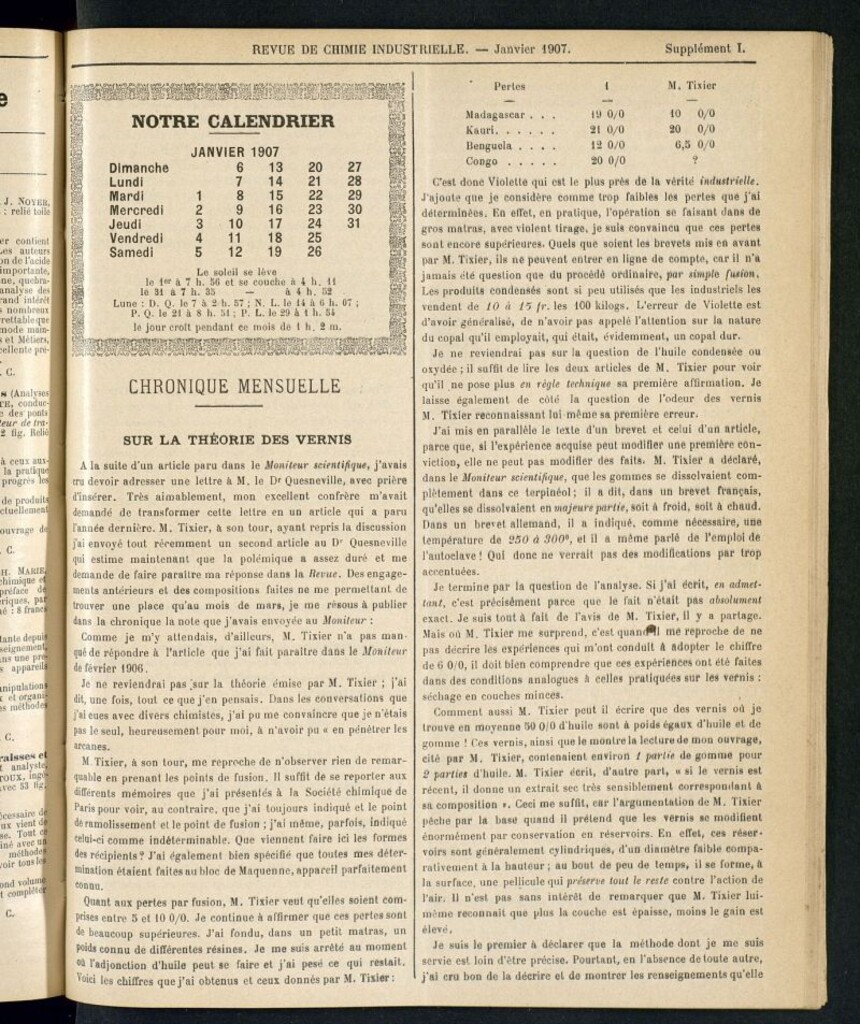 REVUE DE CHIMIE INDUSTRIELLE. — Janvier 1907.
Supplément I.
NOTRE CALENDRIER
JANVIER 1907
Dimanche 6 13 20 27
Lundi 7 14 21 28
Mardi 1 8 15 22 29
Mercredi 2 9 16 23 30
Jeudi 3 10 17 24 31
Vendredi 4 11 18 25
Samedi 5 12 19 26
Le soleil se lève
le 1er à 7 h. 56 et se couche à 4 h. 11
le 31 à 7 h. 35 — à 4 h. 52
Lune : D. Q. le 7 à 2 h. 57 ; N. L. le 14 à 6 h. 07 ;
P. Q. le 21 à 8 h. 51 ; P. L. le 29 à 1 h. 54
le jour croît pendant ce mois de 1 h. 2 m.
CHRONIQUE MENSUELLE
SUR LA THÉORIE DES VERNIS
A la suite d'un article paru dans le Moniteur scientifique, j'avais
cru devoir adresser une lettre à M. le Dr Quesneville, avec prière
d'insérer. Très aimablement, mon excellent confrère m'avait
demandé de transformer cette lettre en un article qui a paru
l'année dernière. M. Tixier, à son tour, ayant repris la discussion
j'ai envoyé tout récemment un second article au Dr Quesneville
qui estime maintenant que la polémique a assez duré et me
demande de faire paraître ma réponse dans la Revue. Des engage-
ments antérieurs et des compositions faites ne me permettant de
trouver une place qu'au mois de mars, je me résous à publier
dans la chronique la note que j'avais envoyée au Moniteur :
Comme je m'y attendais, d'ailleurs, M. Tixier n'a pas man-
qué de répondre à l'article que j'ai fait paraître dans le Moniteur
de février 1906.
Je ne reviendrai pas sur la théorie émise par M. Tixier ; j'ai
dit, une fois, tout ce que j'en pensais. Dans les conversations que
j'ai eues avec divers chimistes, j'ai pu me convaincre que je n'étais
pas le seul, heureusement pour moi, à n'avoir pu « en pénétrer les
arcanes.
M. Tixier, à son tour, me reproche de n'observer rien de remar-
quable en prenant les points de fusion. Il suffit de se reporter aux
différents mémoires que j'ai présentés à la Société chimique de
Paris pour voir, au contraire, que j'ai toujours indiqué et le point
de ramolissement et le point de fusion ; j'ai même, parfois, indiqué
celui-ci comme indéterminable. Que viennent faire ici les formes
des récipients ? J'ai également bien spécifié que toutes mes déter-
mination étaient faites au bloc de Maquenne, appareil parfaitement
connu.
Quant aux pertes par fusion, M. Tixier veut qu'elles soient com-
prises entre 5 et 10 0/0. Je continue à affirmer que ces pertes sont
de beaucoup supérieures. J'ai fondu, dans un petit matras, un
poids connu de différentes résines. Je me suis arrêté au moment
où l'adjonction d'huile peut se faire et j'ai pesé ce qui restait.
Voici les chiffres que j'ai obtenus et ceux donnés par M. Tixier :
Pertes 1 M. Tixier
Madagascar . . . 19 0/0 10 0/0
Kauri. . . . . . 21 0/0 20 0/0
Benguela . . . . 12 0/0 6,5 0/0
Congo . . . . . 20 0/0 ?
C'est donc Violette qui est le plus près de la vérité industrielle.
J'ajoute que je considère comme trop faibles les pertes que j'ai
déterminées. En effet, en pratique, l'opération se faisant dans de
gros matras, avec violent tirage, je suis convaincu que ces pertes
sont encore supérieures. Quels que soient les brevets mis en avant
par M. Tixier, ils ne peuvent entrer en ligne de compte, car il n'a
jamais été question que du procédé ordinaire, par simple fusion.
Les produits condensés sont si peu utilisés que les industriels les
vendent de 10 à 15 fr. les 100 kilogs. L'erreur de Violette est
d'avoir généralisé, de n'avoir pas appelé l'attention sur la nature
du copal qu'il employait, qui était, évidemment, un copal dur.
Je ne reviendrai pas sur la question de l'huile condensée ou
oxydée ; il suffit de lire les deux articles de M. Tixier pour voir
qu'il ne pose plus en règle technique sa première affirmation. Je
laisse également de côté la question de l'odeur des vernis
M. Tixier reconnaissant lui-même sa première erreur.
J'ai mis en parallèle le texte d'un brevet et celui d'un article,
parce que, si l'expérience acquise peut modifier une première con-
viction, elle ne peut pas modifier des faits. M. Tixier a déclaré,
dans le Moniteur scientifique, que les gommes se dissolvaient com-
plètement dans ce terpinéol ; il a dit, dans un brevet français,
qu'elles se dissolvaient en majeure partie, soit à froid, soit à chaud.
Dans un brevet allemand, il a indiqué, comme nécessaire, une
température de 250 à 300°, et il a même parlé de l'emploi de
l'autoclave ! Qui donc ne verrait pas des modifications par trop
accentuées.
Je termine par la question de l'analyse. Si j'ai écrit, en admet-
tant, c'est précisément parce que le fait n'était pas absolument
exact. Je suis tout à fait de l'avis de M. Tixier, il y a partage.
Mais où M. Tixier me surprend, c'est quand il me reproche de ne
pas décrire les expériences qui m'ont conduit à adopter le chiffre
de 6 0/0, il doit bien comprendre que ces expériences ont été faites
dans des conditions analogues à celles pratiquées sur les vernis :
séchage en couches minces.
Comment aussi M. Tixier peut il écrire que des vernis où je
trouve en moyenne 50 0/0 d'huile sont à poids égaux d'huile et de
gomme ! Ces vernis, ainsi que le montre la lecture de mon ouvrage,
cité par M. Tixier, contenaient environ 1 partie de gomme pour
2 parties d'huile. M. Tixier écrit, d'autre part, « si le vernis est
récent, il donne un extrait sec très sensiblement correspondant à
sa composition ». Ceci me suffit, car l'argumentation de M. Tixier
pêche par la base quand il prétend que les vernis se modifient
énormément par conservation en réservoirs. En effet, ces réser-
voirs sont généralement cylindriques, d'un diamètre faible compa-
rativement à la hauteur ; au bout de peu de temps, il se forme, à
la surface, une pellicule qui préserve tout le reste contre l'action de
l'air. Il n'est pas sans intérêt de remarquer que M. Tixier lui-
même reconnait que plus la couche est épaisse, moins le gain est
élevé.
Je suis le premier à déclarer que la méthode dont je me suis
servie est loin d'être précise. Pourtant, en l'absence de toute autre,
j'ai cru bon de la décrire et de montrer les renseignements qu'elle